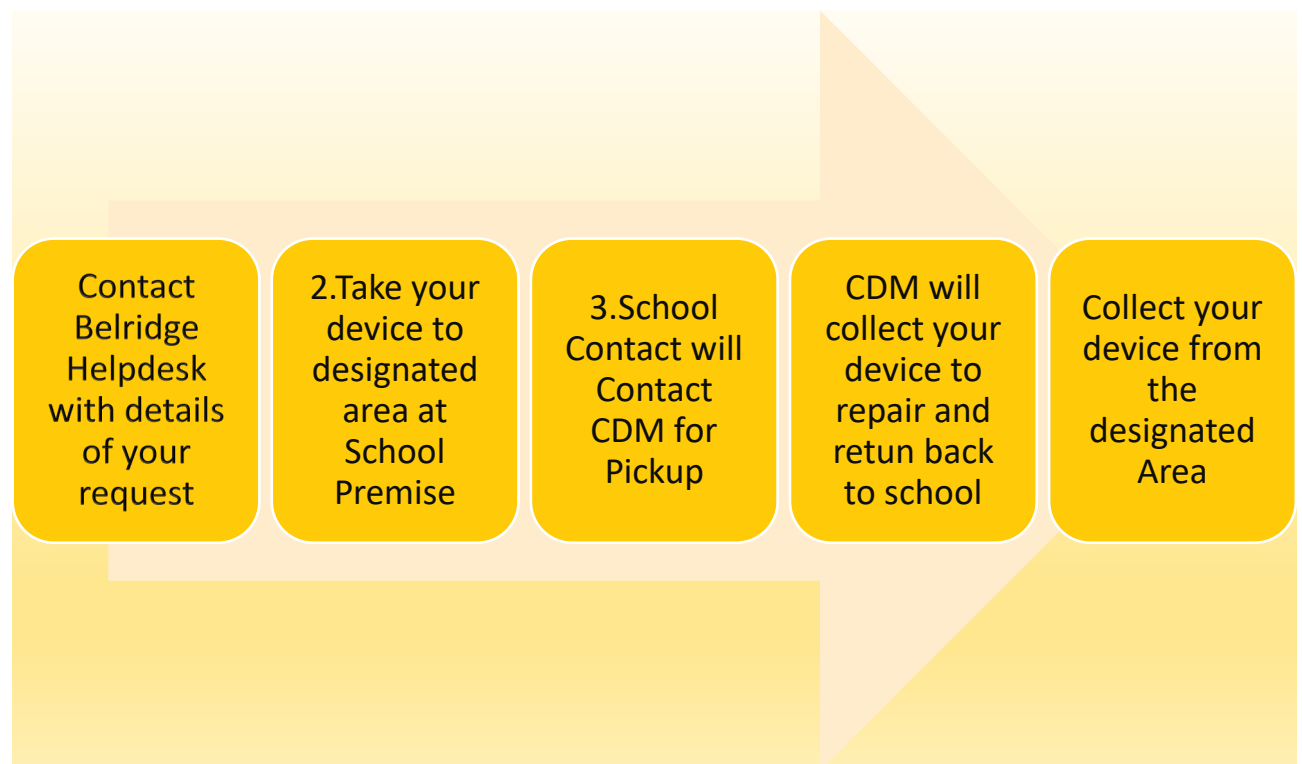 Contact
Belridge
Helpdesk
with details
of your
request
2.Take your
device to
designated
area at
School
Premise
3.School
Contact will
Contact
CDM for
Pickup
CDM will
collect your
device to
repair and
retun back
to school
Collect your
device from
the
designated
Area